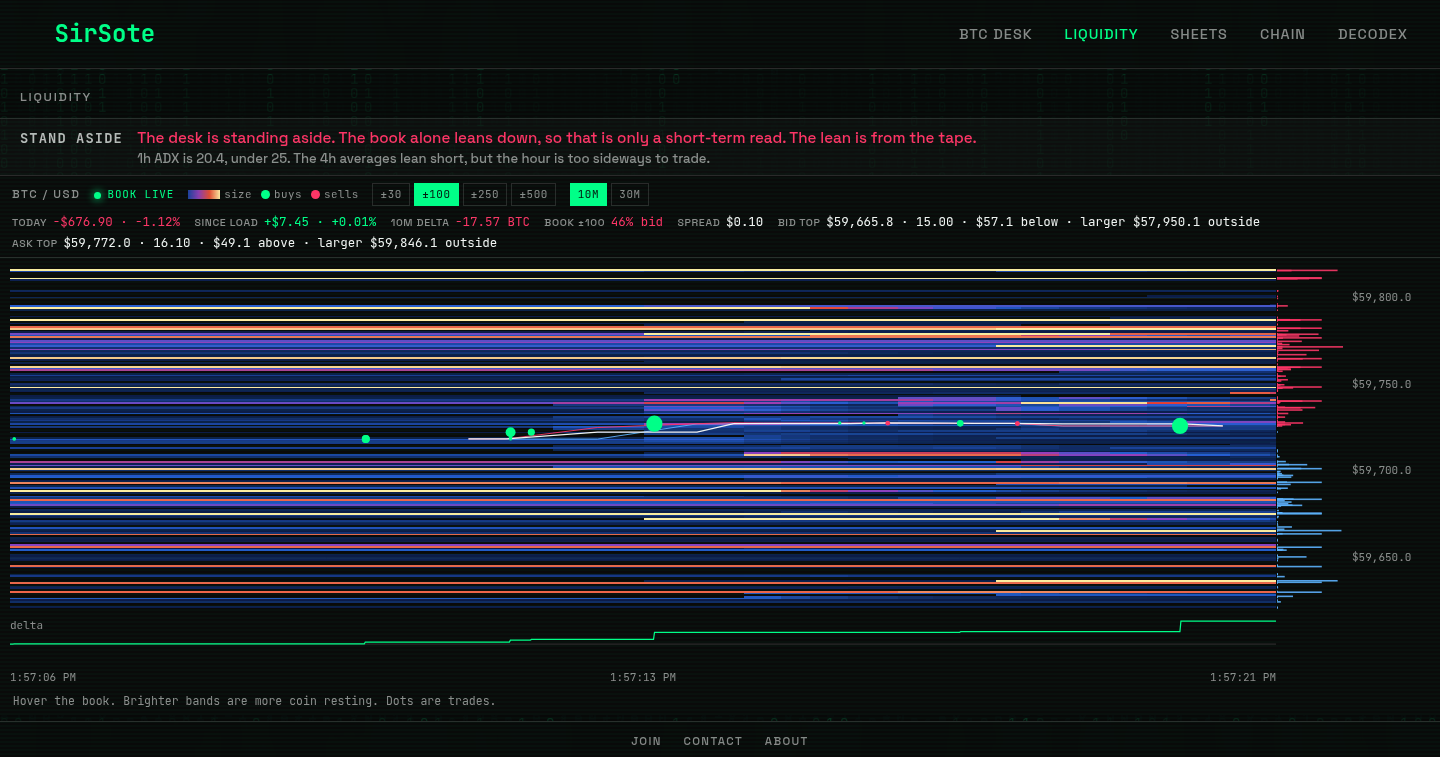 SirSote
BTC DESK LIQUIDITY SHEETS CHAIN DECODEX
LIQUIDITY
STAND ASIDE The desk is standing aside. The book alone leans down, so that is only a short-term read. The lean is from the tape.
1h ADX is 20.4, under 25. The 4h averages lean short, but the hour is too sideways to trade.
BTC / USD BOOK LIVE size buys sells ±30 ±100 ±250 ±500 10M 30M
TODAY -$676.90 · -1.12% SINCE LOAD +$7.45 · +0.01% 10M DELTA -17.57 BTC BOOK ±100 46% bid SPREAD $0.10 BID TOP $59,665.8 · 15.00 · $57.1 below · larger $57,950.1 outside
ASK TOP $59,772.0 · 16.10 · $49.1 above · larger $59,846.1 outside
$59,800.0
$59,750.0
$59,700.0
$59,650.0
delta
1:57:06 PM 1:57:13 PM 1:57:21 PM
Hover the book. Brighter bands are more coin resting. Dots are trades.
JOIN CONTACT ABOUT